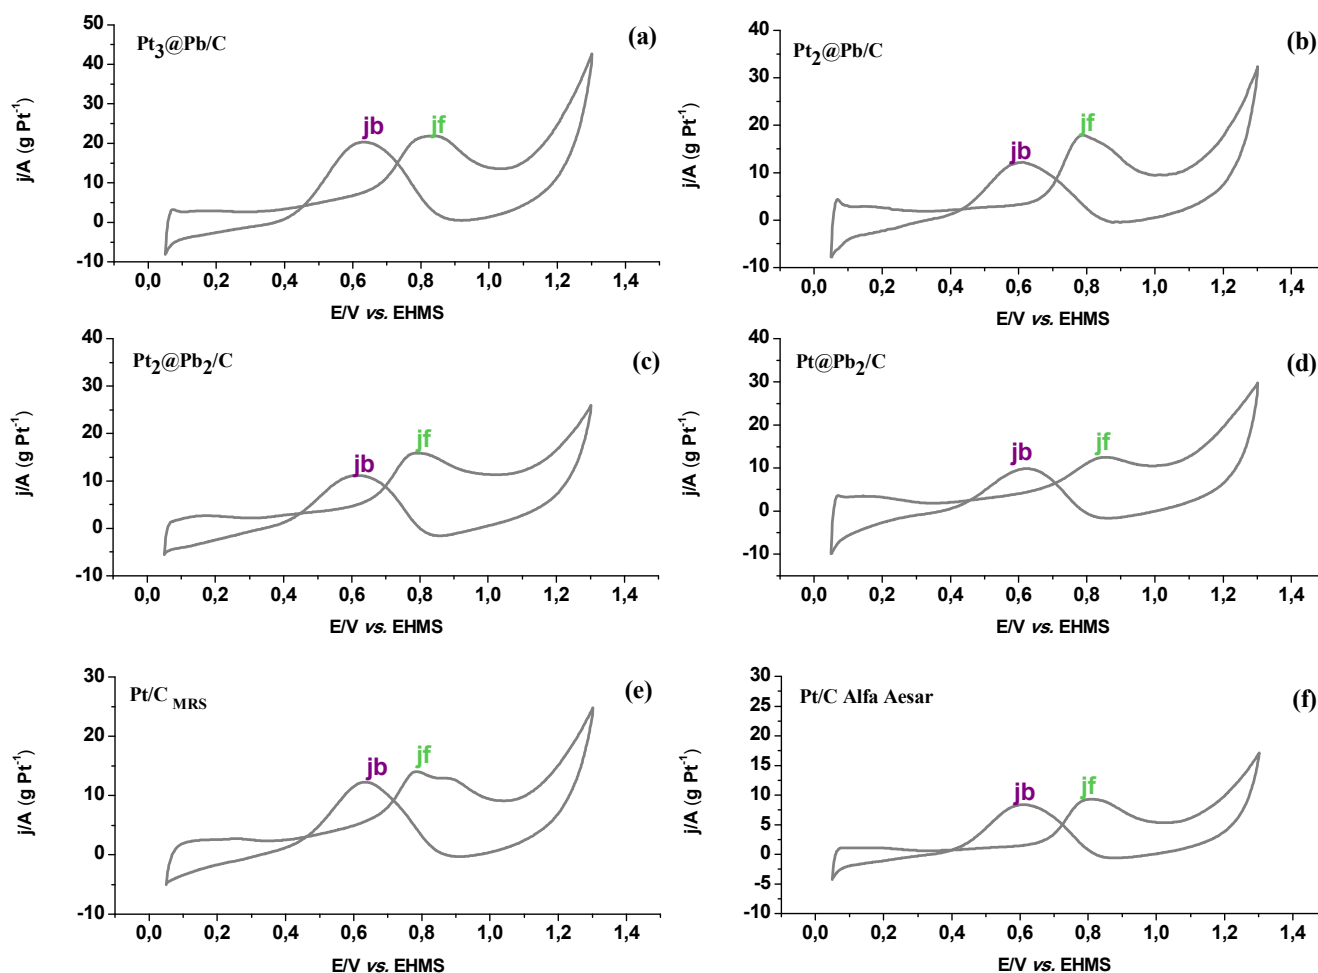 Pt3@Pb/C
(a)
j/A (g Pt-1)
50
40
30
20
10
0
-10
jb
jf
0,0 0,2 0,4 0,6 0,8 1,0 1,2 1,4
E/V vs. EHMS
Pt2@Pb/C
(b)
j/A (g Pt-1)
40
30
20
10
0
-10
jb
jf
0,0 0,2 0,4 0,6 0,8 1,0 1,2 1,4
E/V vs. EHMS
Pt2@Pb2/C
(c)
j/A (g Pt-1)
40
30
20
10
0
-10
jb
jf
0,0 0,2 0,4 0,6 0,8 1,0 1,2 1,4
E/V vs. EHMS
Pt@Pb2/C
(d)
j/A (g Pt-1)
40
30
20
10
0
-10
jb
jf
0,0 0,2 0,4 0,6 0,8 1,0 1,2 1,4
E/V vs. EHMS
Pt/C MRS
(e)
j/A (g Pt-1)
30
20
10
0
-10
jb
jf
0,0 0,2 0,4 0,6 0,8 1,0 1,2 1,4
E/V vs. EHMS
Pt/C Alfa Aesar
(f)
j/A (g Pt-1)
30
25
20
15
10
5
0
-5
-10
jb
jf
0,0 0,2 0,4 0,6 0,8 1,0 1,2 1,4
E/V vs. EHMS